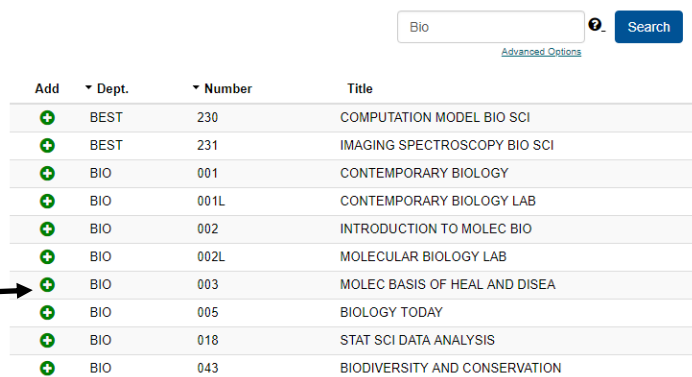 Bio ? Search
Advanced Options
Add Dept. Number Title
BEST 230 COMPUTATION MODEL BIO SCI
BEST 231 IMAGING SPECTROSCOPY BIO SCI
BIO 001 CONTEMPORARY BIOLOGY
BIO 001L CONTEMPORARY BIOLOGY LAB
BIO 002 INTRODUCTION TO MOLEC BIO
BIO 002L MOLECULAR BIOLOGY LAB
BIO 003 MOLEC BASIS OF HEAL AND DISEA
BIO 005 BIOLOGY TODAY
BIO 018 STAT SCI DATA ANALYSIS
BIO 043 BIODIVERSITY AND CONSERVATION